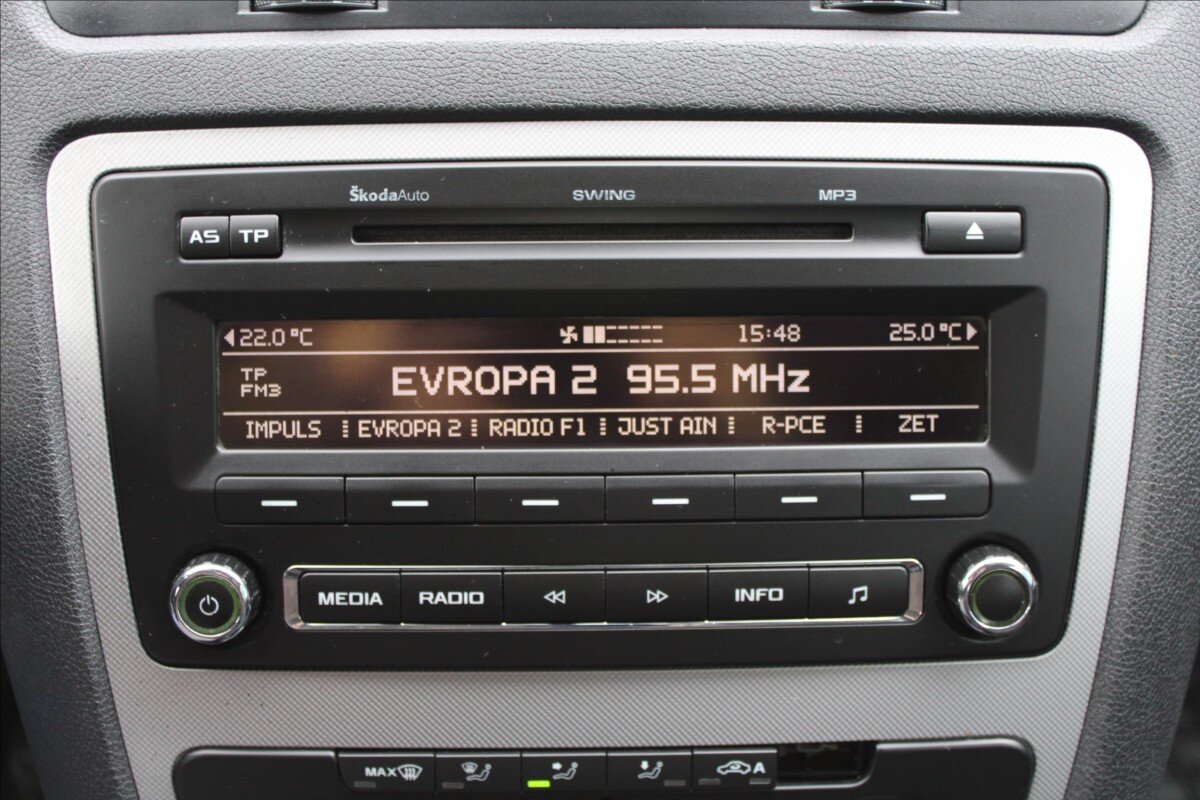 ŠkodaAuto SWING MP3
AS TP
22.0 °C 15:48 25.0 °C
TP
FM3
EVROPA 2 95.5 MHz
IMPULS EVROPA 2 RADIO F1 JUST AIN R-PCE ZET
MEDIA RADIO INFO
MAX A